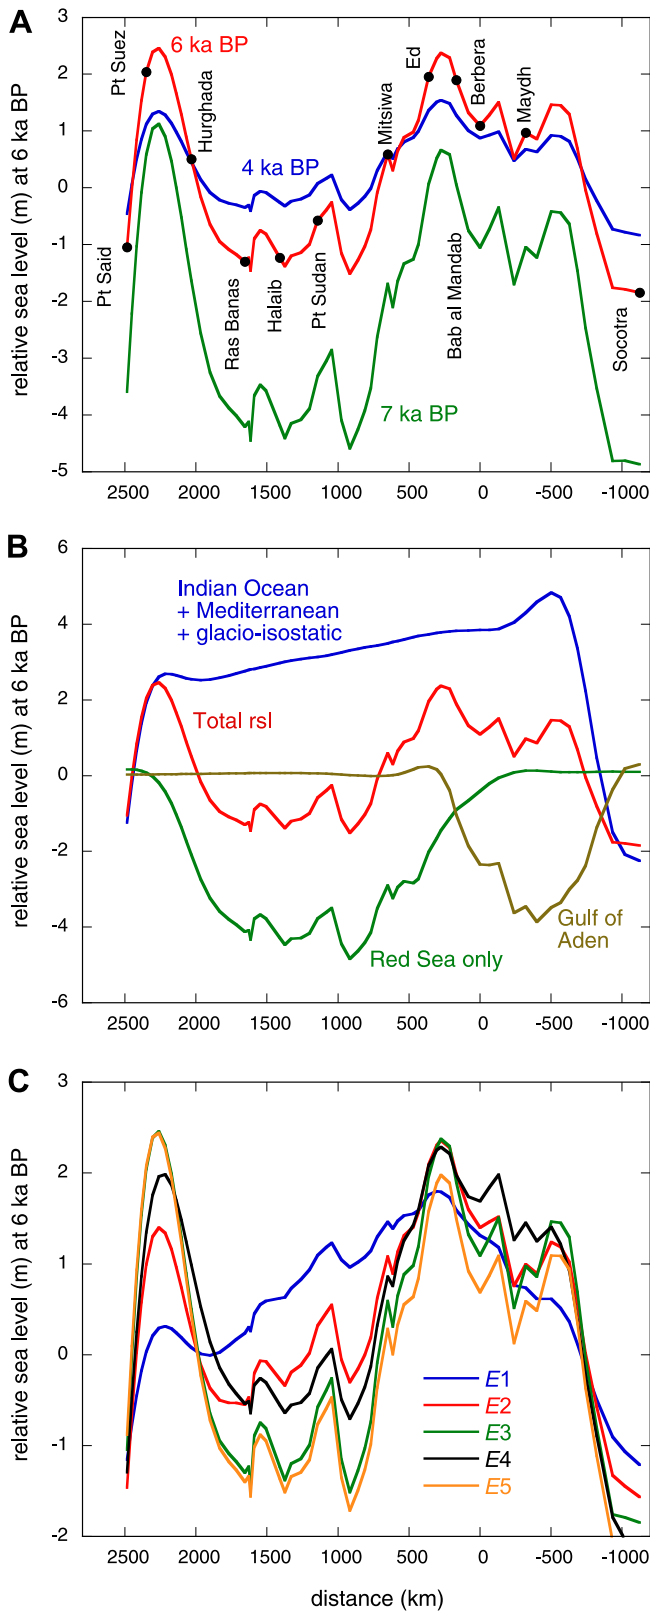 A
relative sea level (m) at 6 ka BP
3
2
1
0
-1
-2
-3
-4
-5
Pt Suez
6 ka BP
Hurghada
4 ka BP
Mitsiwa
Ed
Berbera
Maydh
Pt Said
Ras Banas
Halaib
Pt Sudan
Bab al Mandab
Socotra
7 ka BP
2500 2000 1500 1000 500 0 -500 -1000
B
relative sea level (m) at 6 ka BP
6
4
2
0
-2
-4
-6
Indian Ocean
+ Mediterranean
+ glacio-isostatic
Total rsl
Red Sea only
Gulf of
Aden
2500 2000 1500 1000 500 0 -500 -1000
C
relative sea level (m) at 6 ka BP
3
2
1
0
-1
-2
E1
E2
E3
E4
E5
2500 2000 1500 1000 500 0 -500 -1000
distance (km)